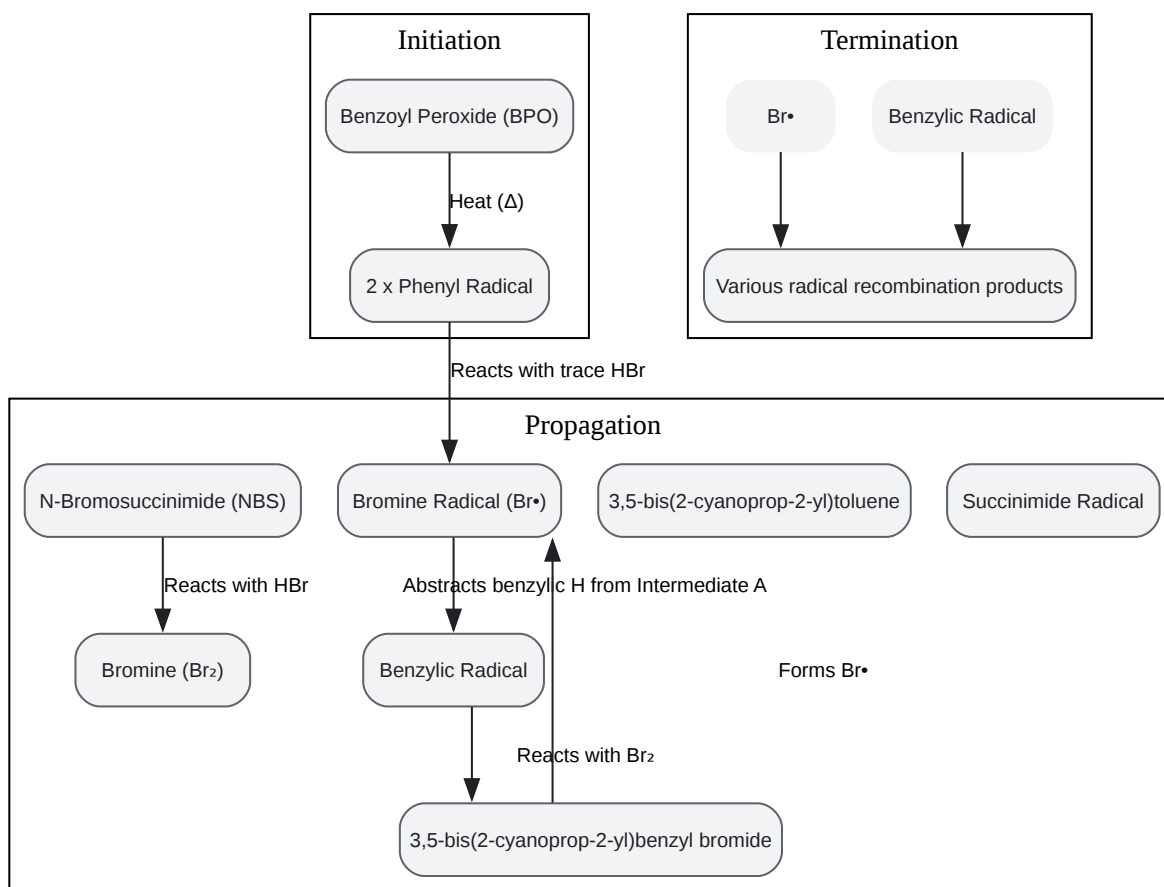 Initiation
Termination
Benzoyl Peroxide (BPO)
Br•
Benzylic Radical
Heat (Δ)
2 x Phenyl Radical
Various radical recombination products
Reacts with trace HBr
Propagation
N-Bromosuccinimide (NBS)
Bromine Radical (Br•)
3,5-bis(2-cyanoprop-2-yl)toluene
Succinimide Radical
Reacts with HBr
Abstracts benzylic H from Intermediate A
Bromine (Br₂)
Benzylic Radical
Forms Br•
Reacts with Br₂
3,5-bis(2-cyanoprop-2-yl)benzyl bromide